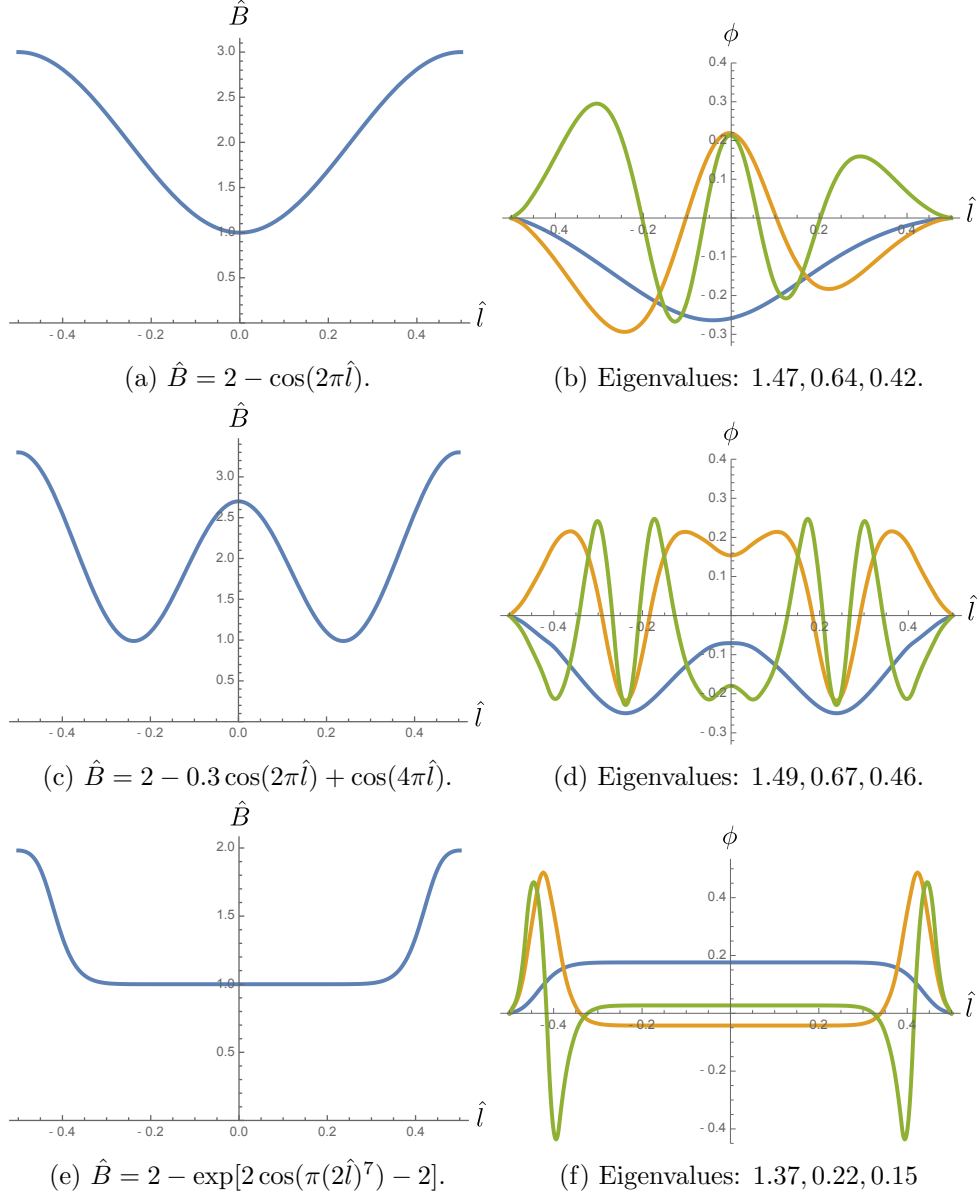 B̂
3.0
2.5
2.0
1.5
1.0
0.5
- 0.4 - 0.2 0.0 0.2 0.4
l̂
(a) B̂ = 2 − cos(2πl̂).
ϕ
0.4
0.3
0.2
- 0.4 0.2 0.4
l̂
- 0.1
- 0.2
- 0.3
(b) Eigenvalues: 1.47, 0.64, 0.42.
B̂
3.0
2.5
2.0
1.5
1.0
0.5
- 0.4 - 0.2 0.0 0.2 0.4
l̂
(c) B̂ = 2 − 0.3 cos(2πl̂) + cos(4πl̂).
ϕ
0.4
0.3
0.2
- 0.4 - 0.2 0.2 0.4
l̂
- 0.1
- 0.2
- 0.3
(d) Eigenvalues: 1.49, 0.67, 0.46.
B̂
2.0
1.5
1.0
0.5
- 0.4 - 0.2 0.0 0.2 0.4
l̂
(e) B̂ = 2 − exp[2 cos(π(2l̂)⁷) − 2].
ϕ
0.4
0.2
- 0.4 - 0.2 0.2 0.4
l̂
- 0.2
- 0.4
(f) Eigenvalues: 1.37, 0.22, 0.15